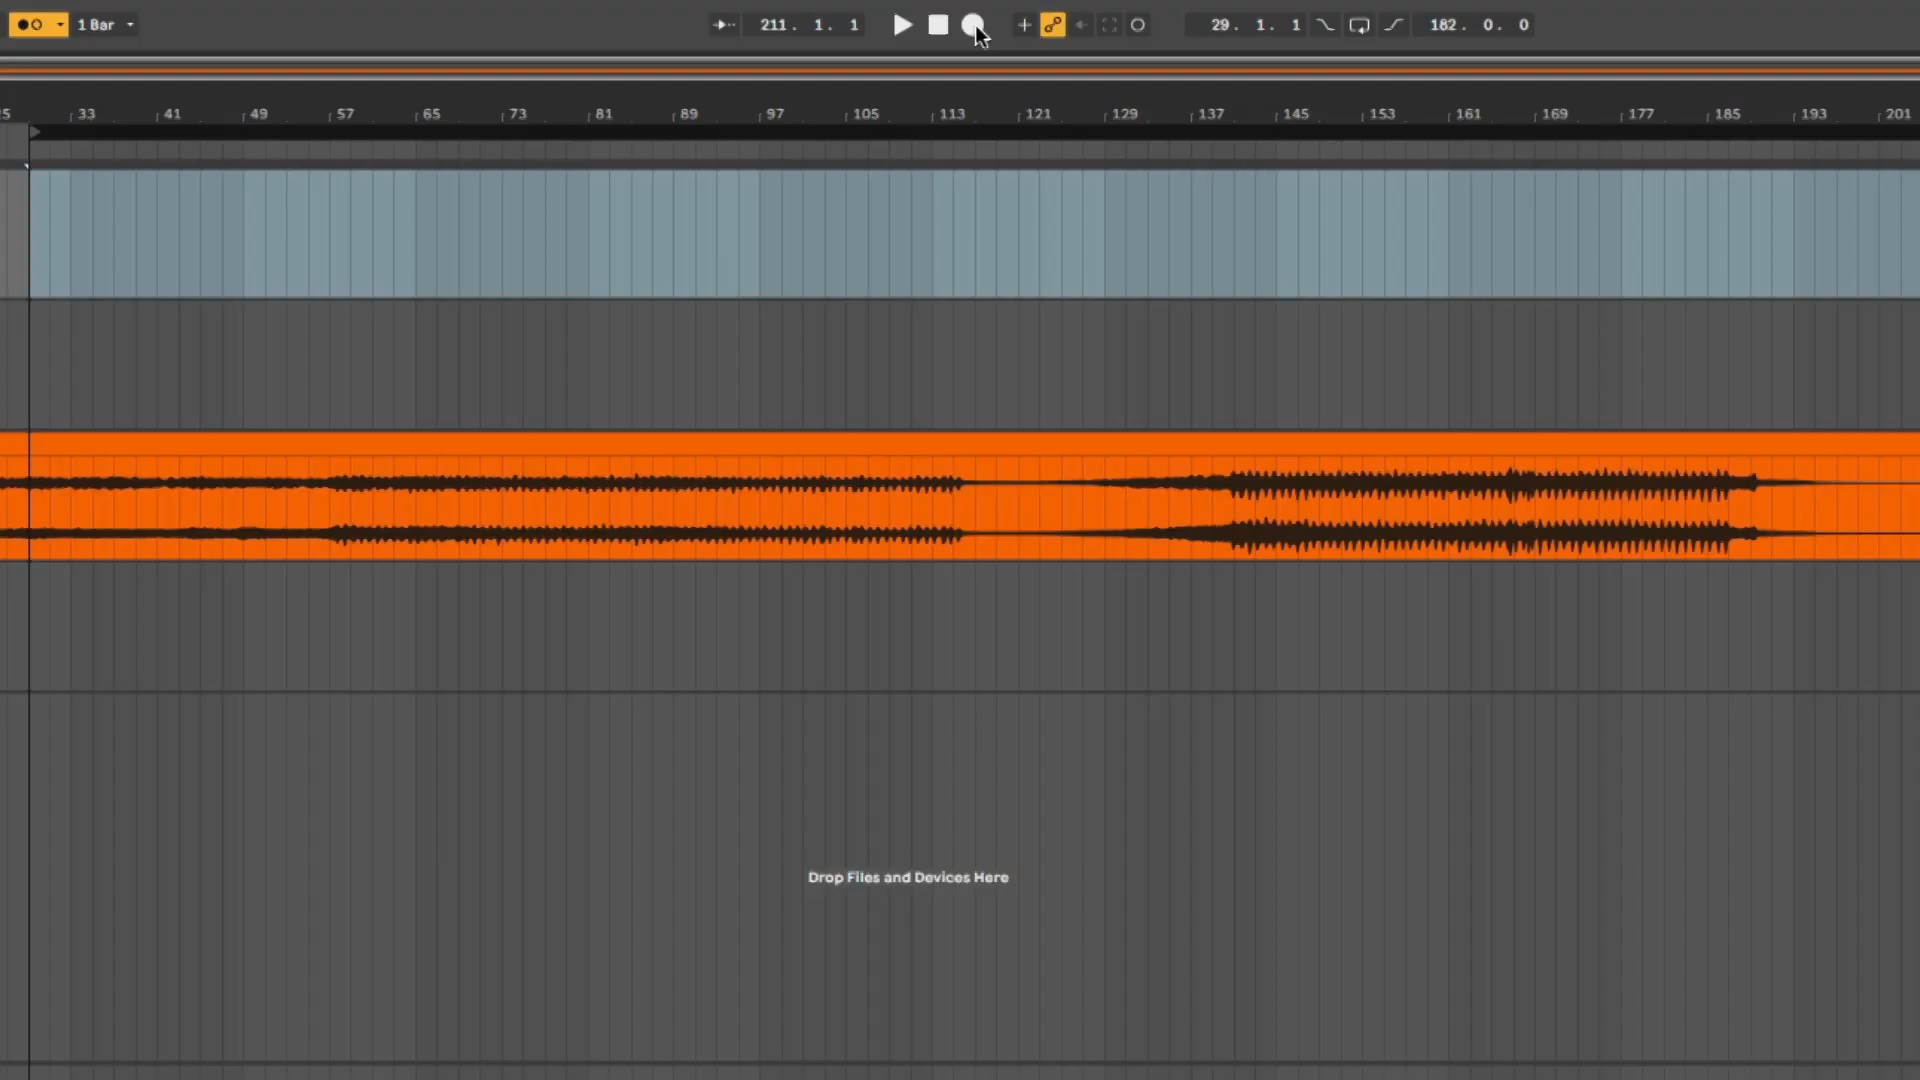 1 Bar
211. 1. 1
29. 1. 1
182. 0. 0
33 41 49 57 65 73 81 89 97 105 113 121 129 137 145 153 161 169 177 185 193 201
Drop Files and Devices Here